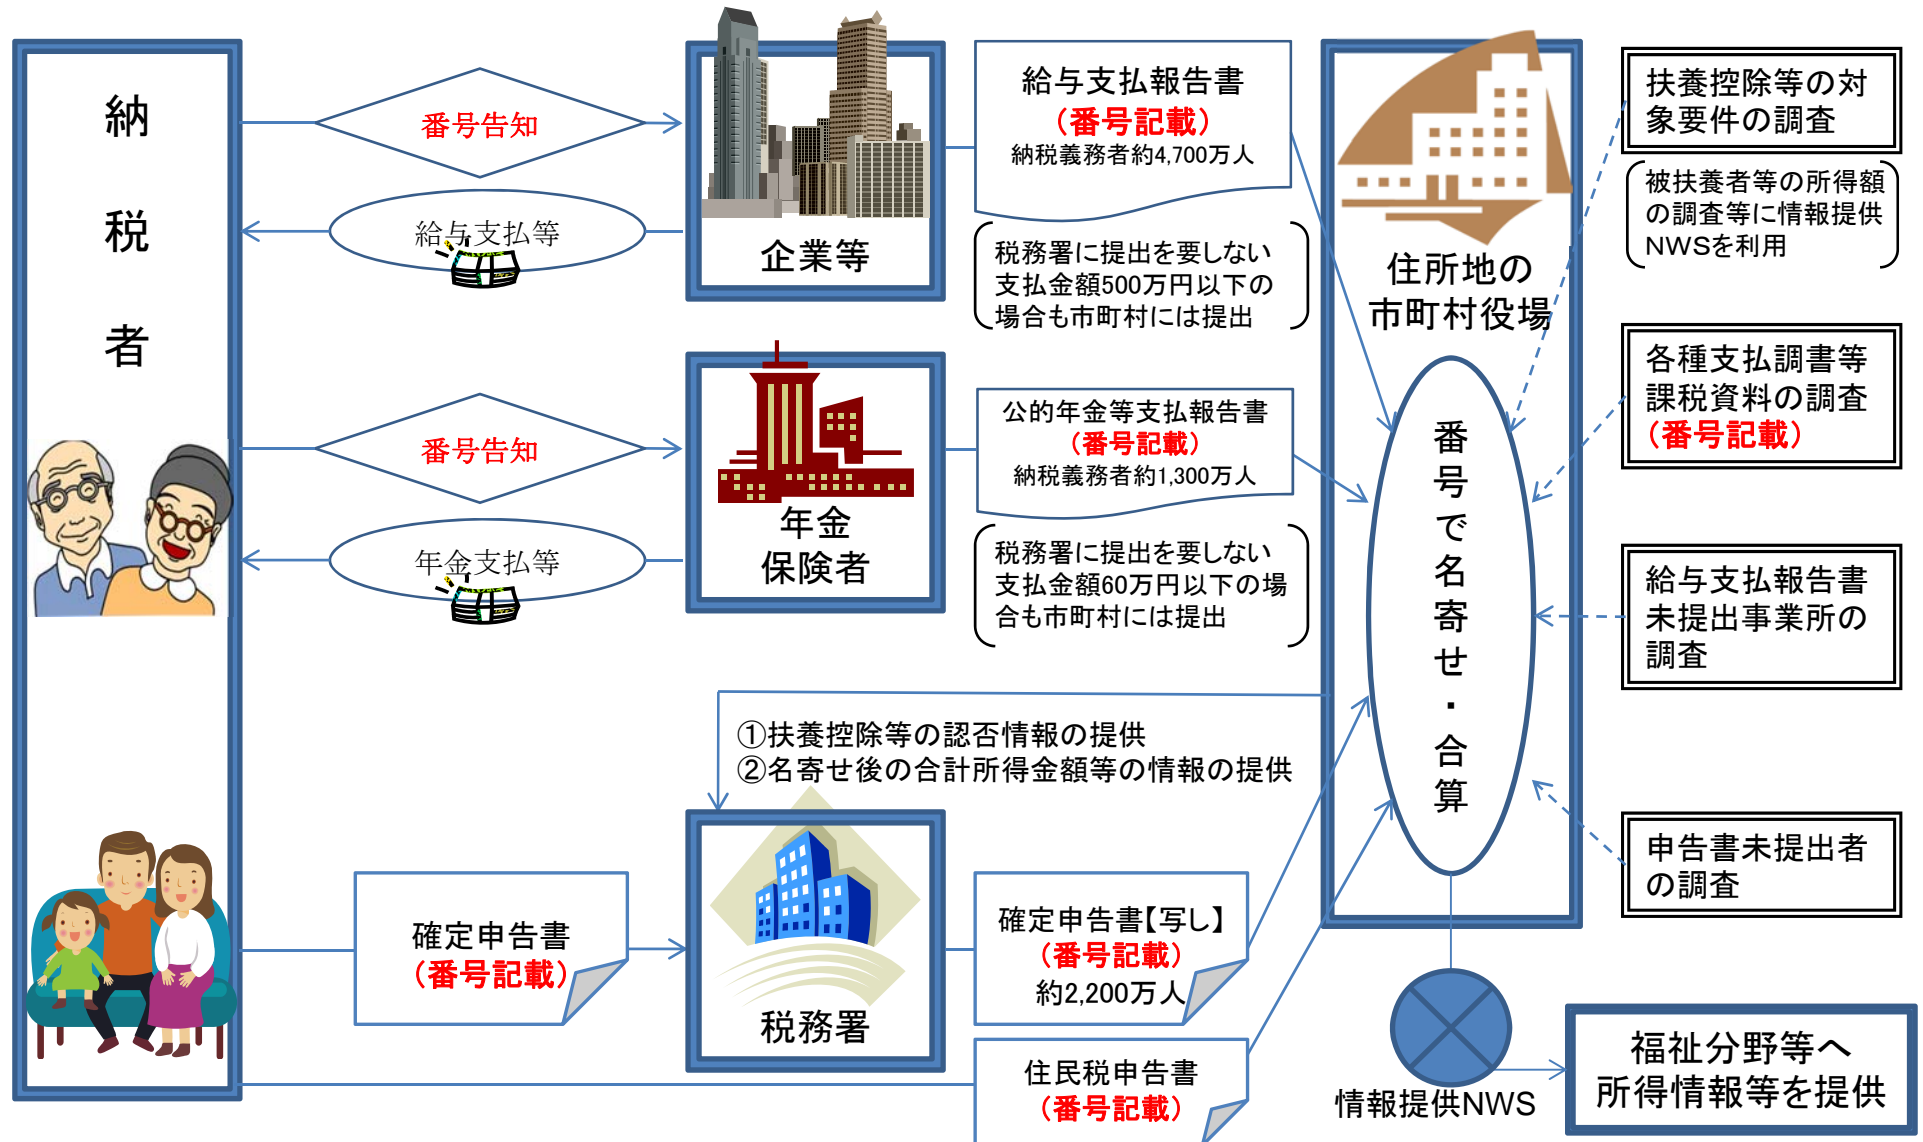 納税者
番号告知
給与支払等
企業等
給与支払報告書
（番号記載）
納税義務者約4,700万人
税務署に提出を要しない
支払金額500万円以下の
場合も市町村には提出
番号告知
年金支払等
年金
保険者
公的年金等支払報告書
（番号記載）
納税義務者約1,300万人
税務署に提出を要しない
支払金額60万円以下の場
合も市町村には提出
①扶養控除等の認否情報の提供
②名寄せ後の合計所得金額等の情報の提供
確定申告書
（番号記載）
税務署
確定申告書【写し】
（番号記載）
約2,200万人
住民税申告書
（番号記載）
住所地の
市町村役場
番号で名寄せ・合算
扶養控除等の対
象要件の調査
被扶養者等の所得額
の調査等に情報提供
NWSを利用
各種支払調書等
課税資料の調査
（番号記載）
給与支払報告書
未提出事業所の
調査
申告書未提出者
の調査
情報提供NWS
福祉分野等へ
所得情報等を提供